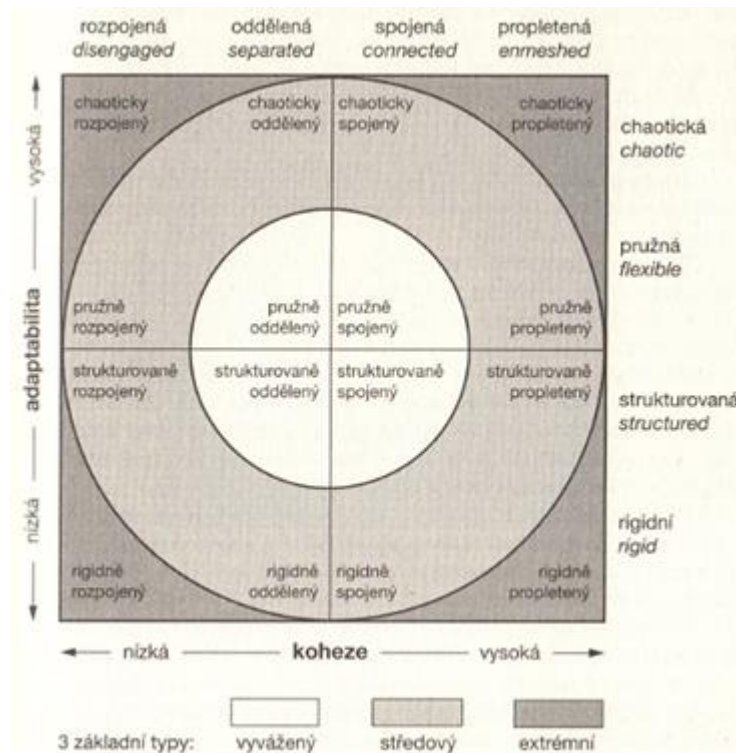 rozpojená oddělená spojená propletená
disengaged separated connected enmeshed
chaoticky chaoticky chaoticky chaoticky
rozpojený oddělený spojený propletený
chaotická
chaotic
vysoká
pružná
flexible
pružně pružně pružně pružně
rozpojený oddělený spojený propletený
adaptabilita
strukturovaně strukturovaně strukturovaně strukturovaně
rozpojený oddělený spojený propletený
strukturovaná
structured
nízká
rigidní
rigid
rigidně rigidně rigidně rigidně
rozpojený oddělený spojený propletený
nízká koheze vysoká
3 základní typy: vyvážený středový extrémní